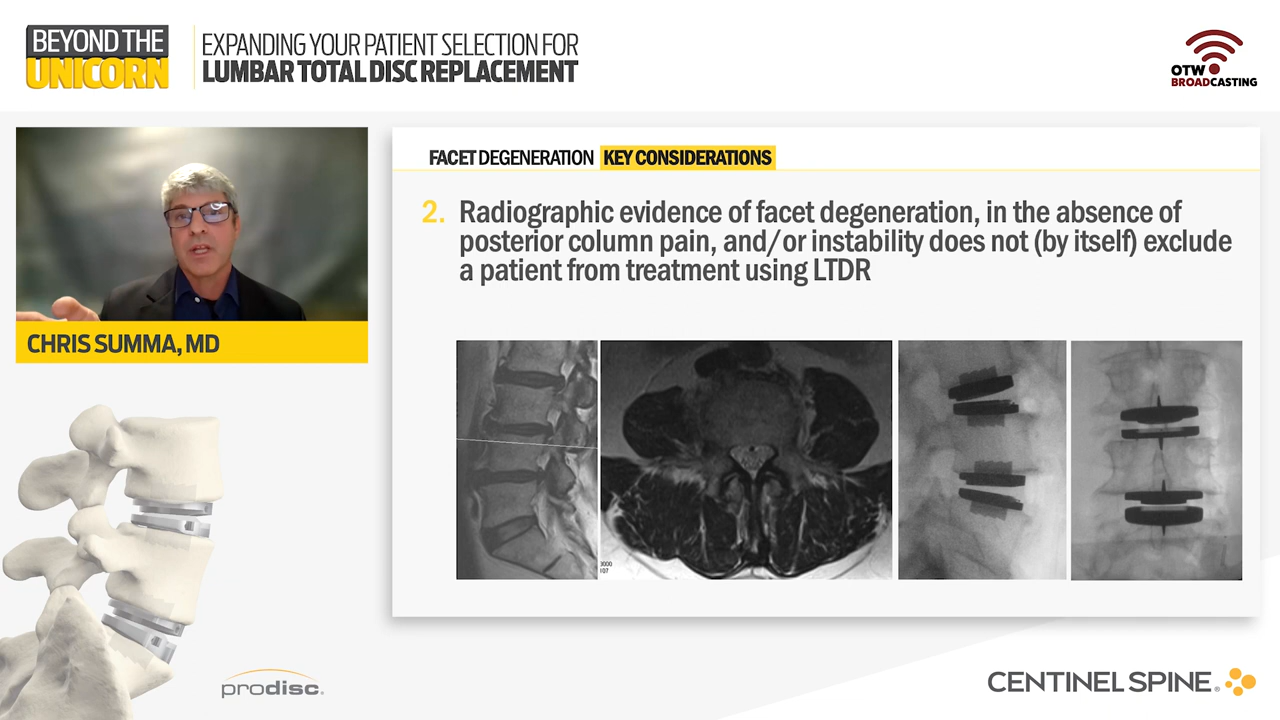 BEYOND THE
UNICORN
EXPANDING YOUR PATIENT SELECTION FOR
LUMBAR TOTAL DISC REPLACEMENT
OTW
BROADCASTING
CHRIS SUMMA, MD
FACET DEGENERATION KEY CONSIDERATIONS
2. Radiographic evidence of facet degeneration, in the absence of
posterior column pain, and/or instability does not (by itself) exclude
a patient from treatment using LTDR
3000
107
prodisc®
CENTINEL SPINE®